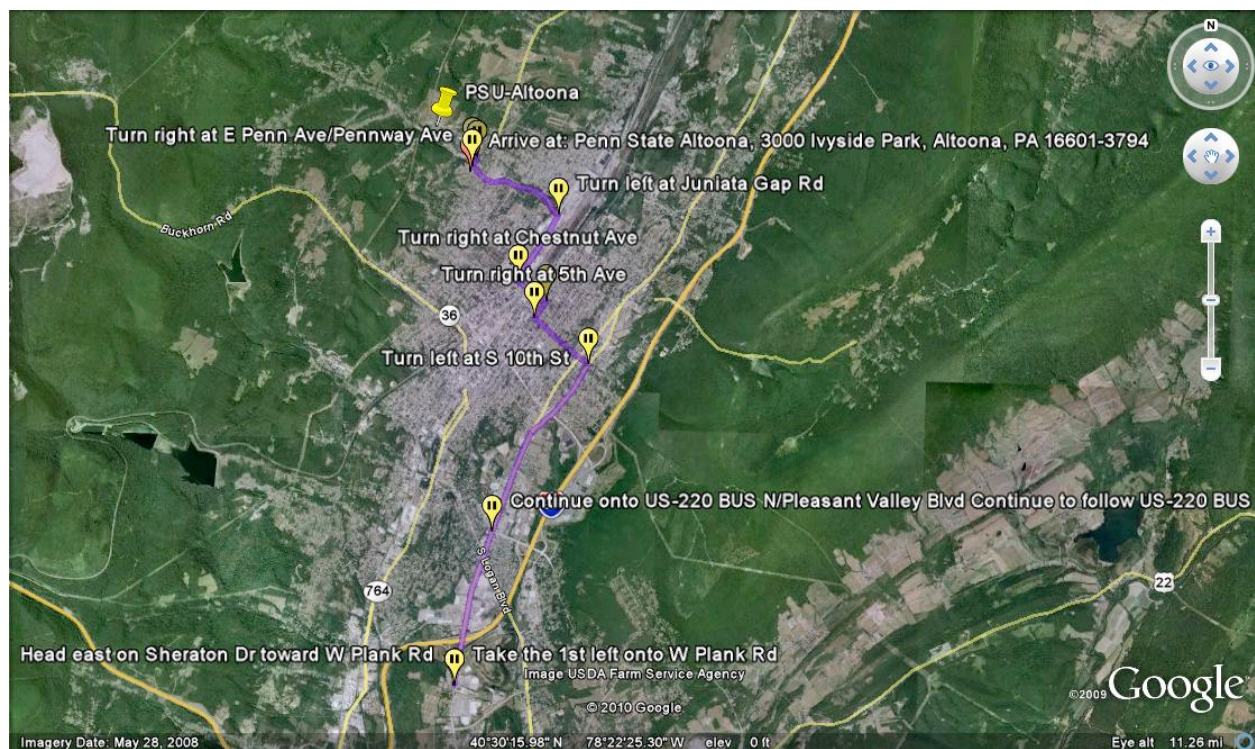 N
PSU-Altoona
Turn right at E Penn Ave/Pennway Ave
Arrive at: Penn State Altoona, 3000 Ivyside Park, Altoona, PA 16601-3794
Turn left at Juniata Gap Rd
Buckhorn Rd
Turn right at Chestnut Ave
Turn right at 5th Ave
36
Turn left at S 10th St
Continue onto US-220 BUS N/Pleasant Valley Blvd Continue to follow US-220 BUS
S Logan Blvd
764
22
Head east on Sheraton Dr toward W Plank Rd
Take the 1st left onto W Plank Rd
Image USDA Farm Service Agency
© 2010 Google
©2009 Google
Imagery Date: May 28, 2008
40°30'15.98" N 78°22'25.30" W elev 0 ft
Eye alt 11.26 mi